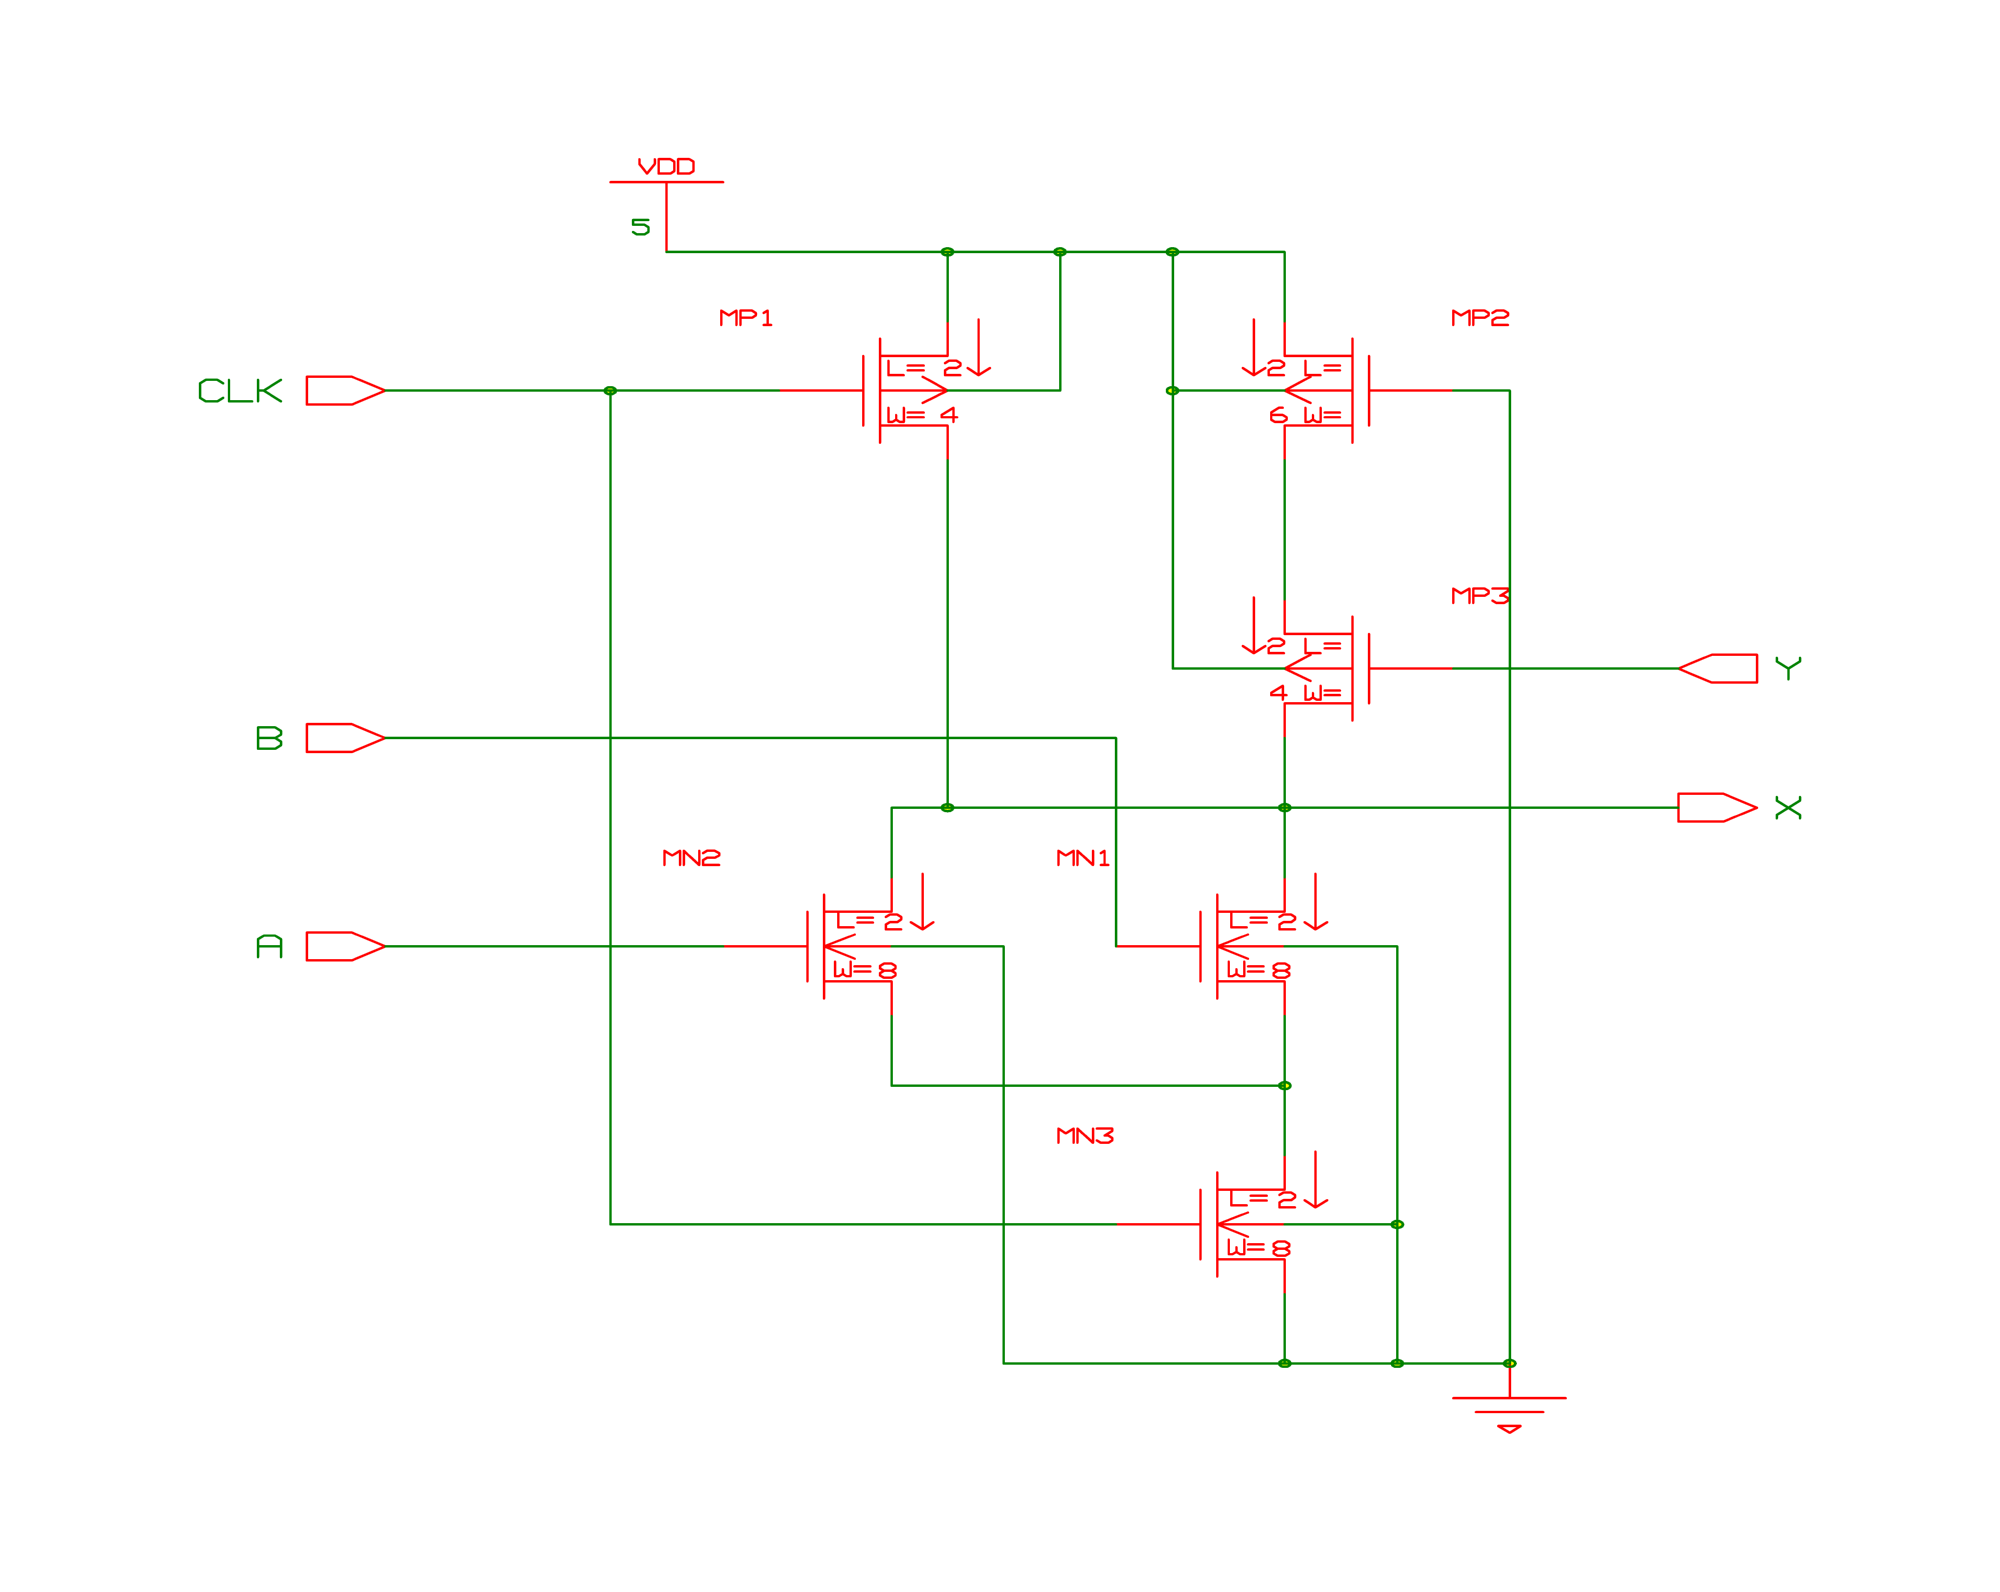 VDD
5
MP1
MP2
L= 2
2 L=
CLK
W= 4
6 W=
MP3
2 L=
Y
4 W=
B
X
MN2
MN1
L= 2
L= 2
A
W= 8
W= 8
MN3
L= 2
W= 8